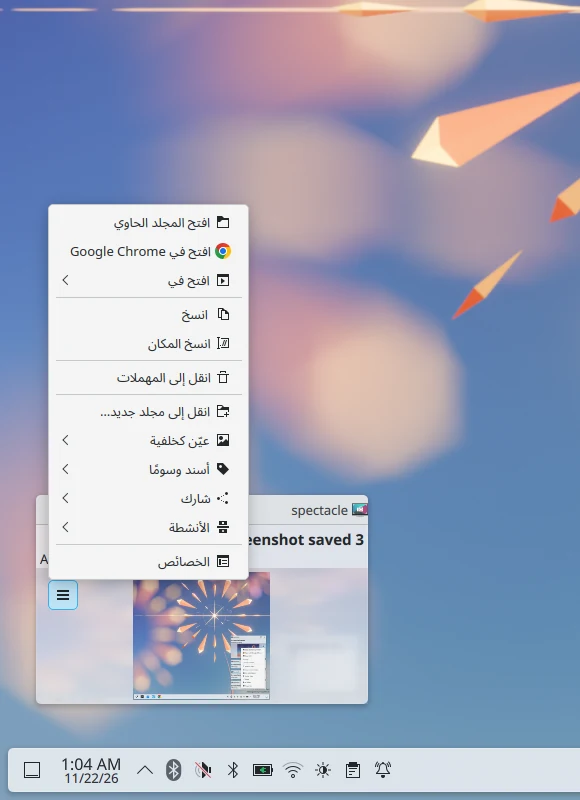 افتح المجلد الحاوي
افتح في Google Chrome
افتح في
انسخ
انسخ المكان
انقل إلى المهملات
انقل إلى مجلد جديد...
عيّن كخلفية
أسند وسومًا
شارك
الأنشطة
الخصائص
spectacle
eenshot saved 3
A
1:04 AM
11/22/26